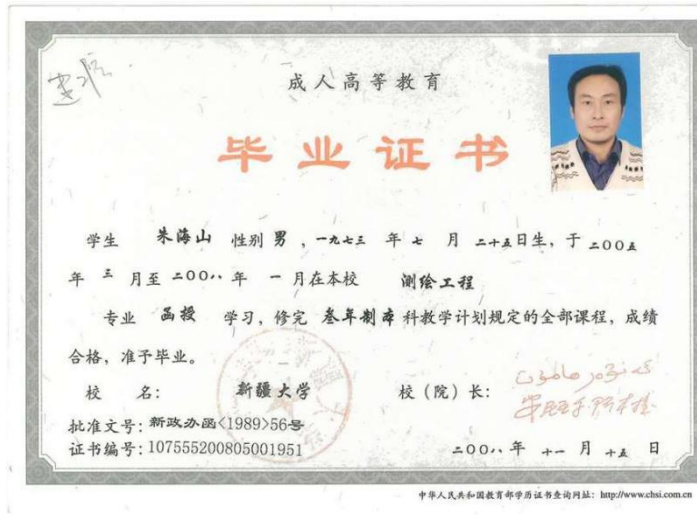 成人高等教育
毕业证书
学生 朱海山 性别 男 ，一九七三 年 七 月 二十五日生，于 二〇〇五
年 三 月至 二〇〇八 年 一 月在本校 测绘工程
专业 函授 学习，修完 叁年制本 科教学计划规定的全部课程，成绩
合格，准予毕业。
校 名： 新疆大学 校（院）长：
批准文号：新政办函<1989>56号
证书编号：107555200805001951 二〇〇八 年 十一 月 十五 日
中华人民共和国教育部学历证书查询网址：http://www.chsi.com.cn